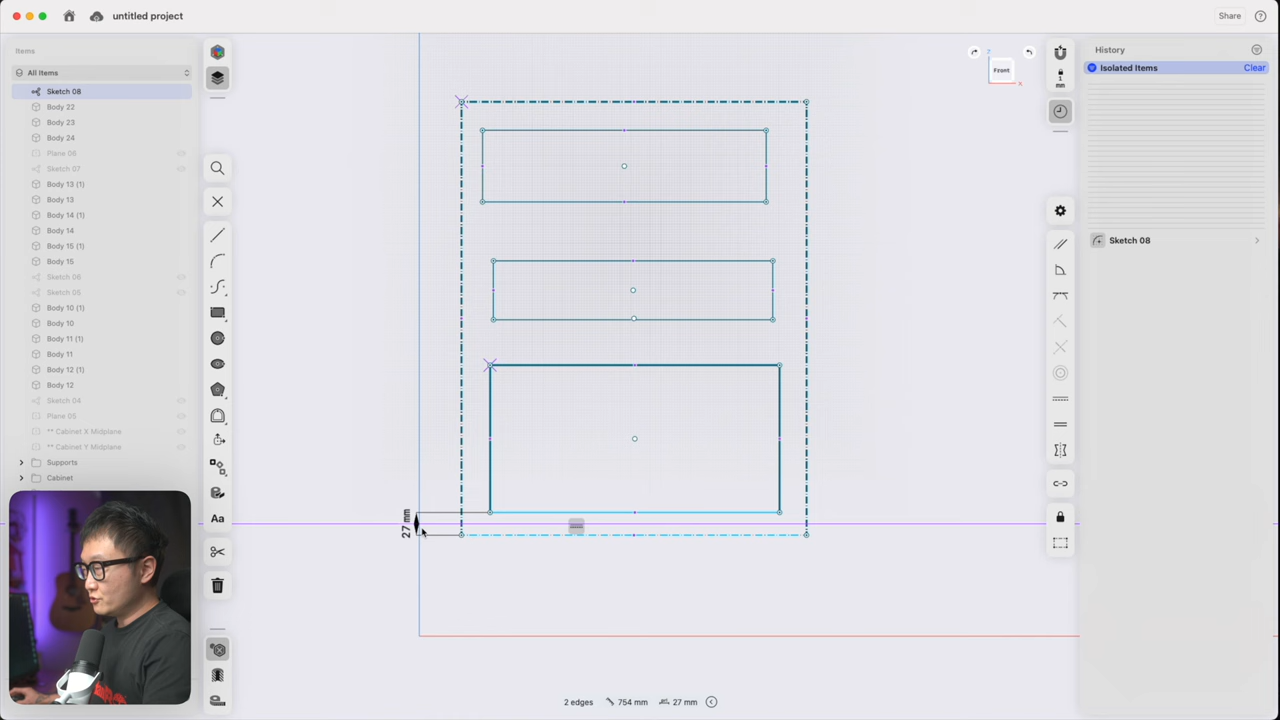 untitled project
Share
Items
All Items
Sketch 08
Body 22
Body 23
Body 24
Plane 06
Sketch 07
Body 13 (1)
Body 13
Body 14 (1)
Body 14
Body 15 (1)
Body 15
Sketch 06
Sketch 05
Body 10 (1)
Body 10
Body 11 (1)
Body 11
Body 12 (1)
Body 12
Sketch 04
Plane 05
** Cabinet X Midplane
** Cabinet Y Midplane
Supports
Cabinet
Aa
27 mm
2 edges
754 mm
27 mm
Z
Front
X
1
mm
History
Isolated Items
Clear
Sketch 08